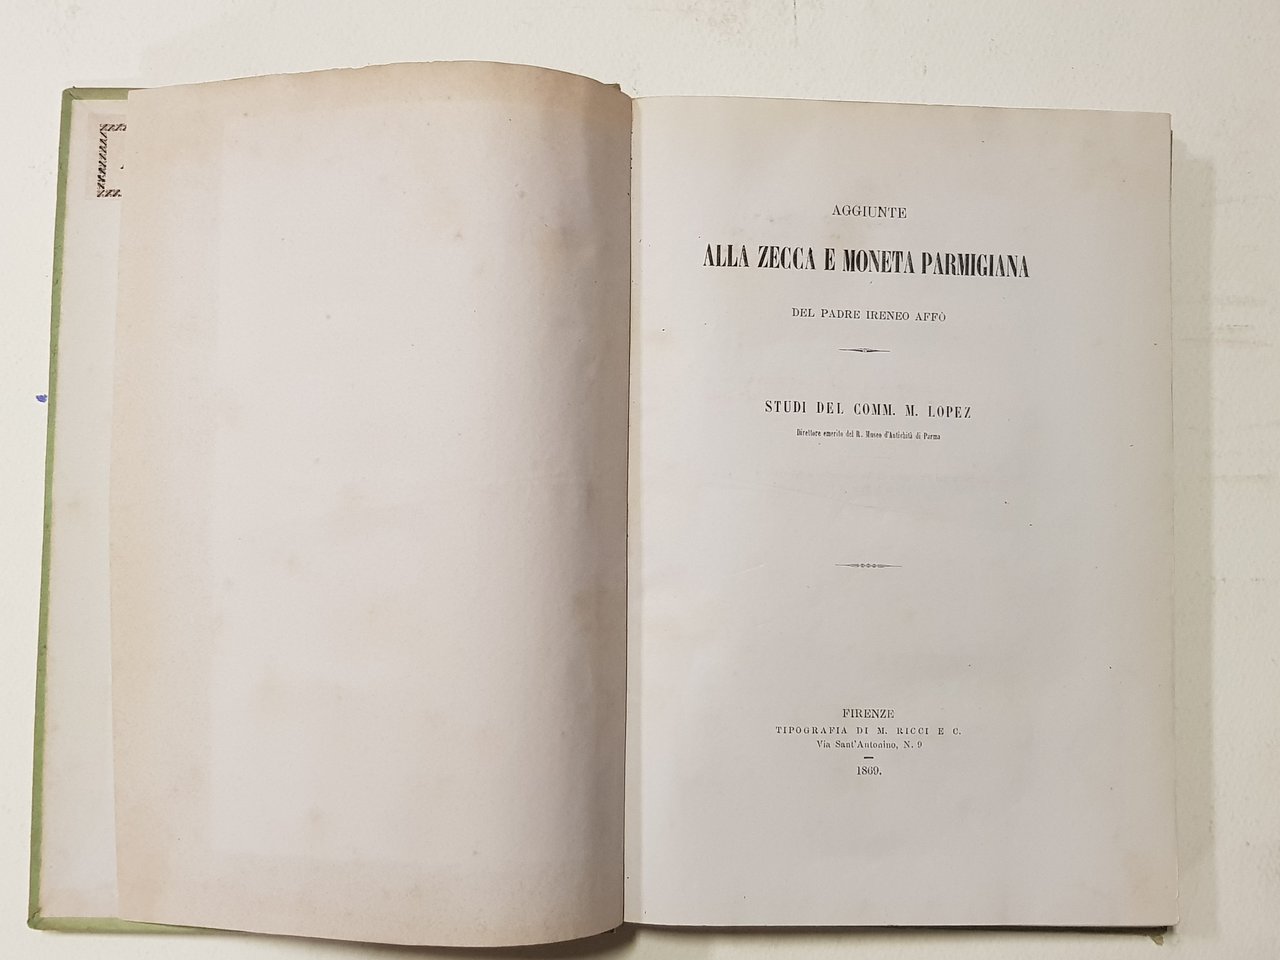 AGGIUNTE
ALLA ZECCA E MONETA PARMIGIANA
DEL PADRE IRENEO AFFÒ
STUDI DEL COMM. M. LOPEZ
Direttore emerito del R. Museo d'Antichità di Parma
FIRENZE
TIPOGRAFIA DI M. RICCI E C.
Via Sant'Antonino, N. 9
1869.